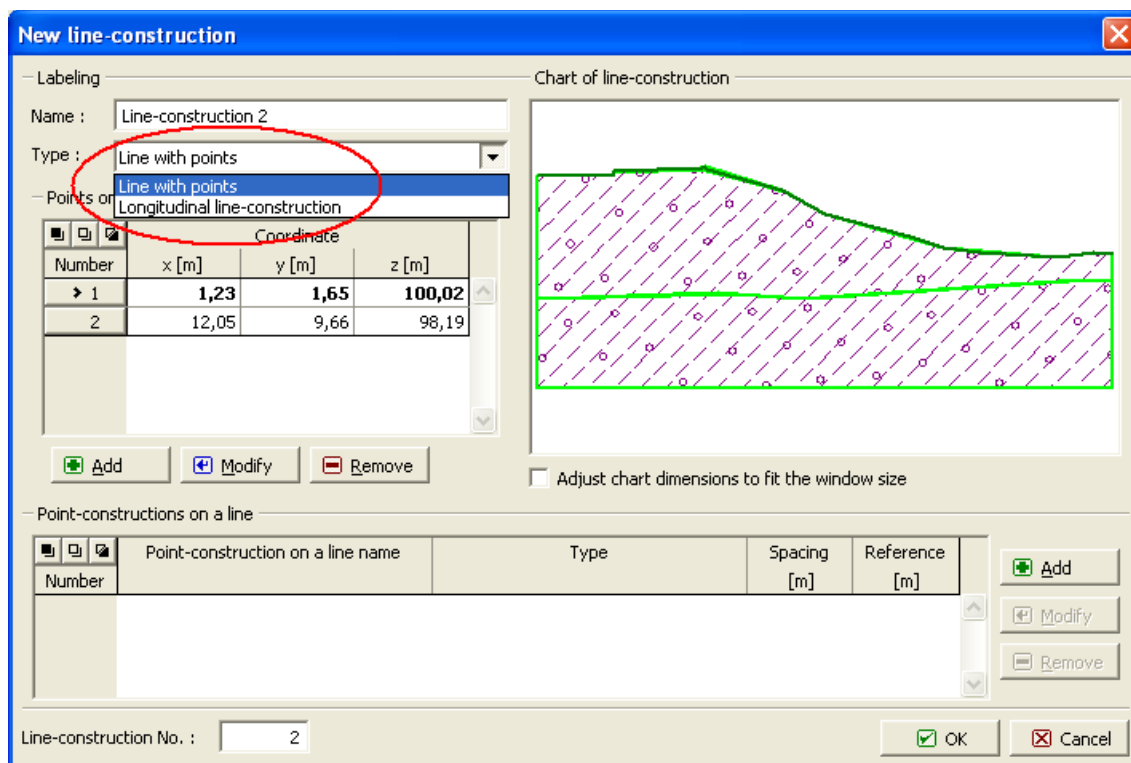 New line-construction
Labeling
Name :
Line-construction 2
Type :
Line with points
Line with points
Longitudinal line-construction
Points on
Coordinate
Number
x [m]
y [m]
z [m]
1
1,23
1,65
100,02
2
12,05
9,66
98,19
Add
Modify
Remove
Chart of line-construction
Adjust chart dimensions to fit the window size
Point-constructions on a line
Number
Point-construction on a line name
Type
Spacing
[m]
Reference
[m]
Add
Modify
Remove
Line-construction No. :
2
OK
Cancel